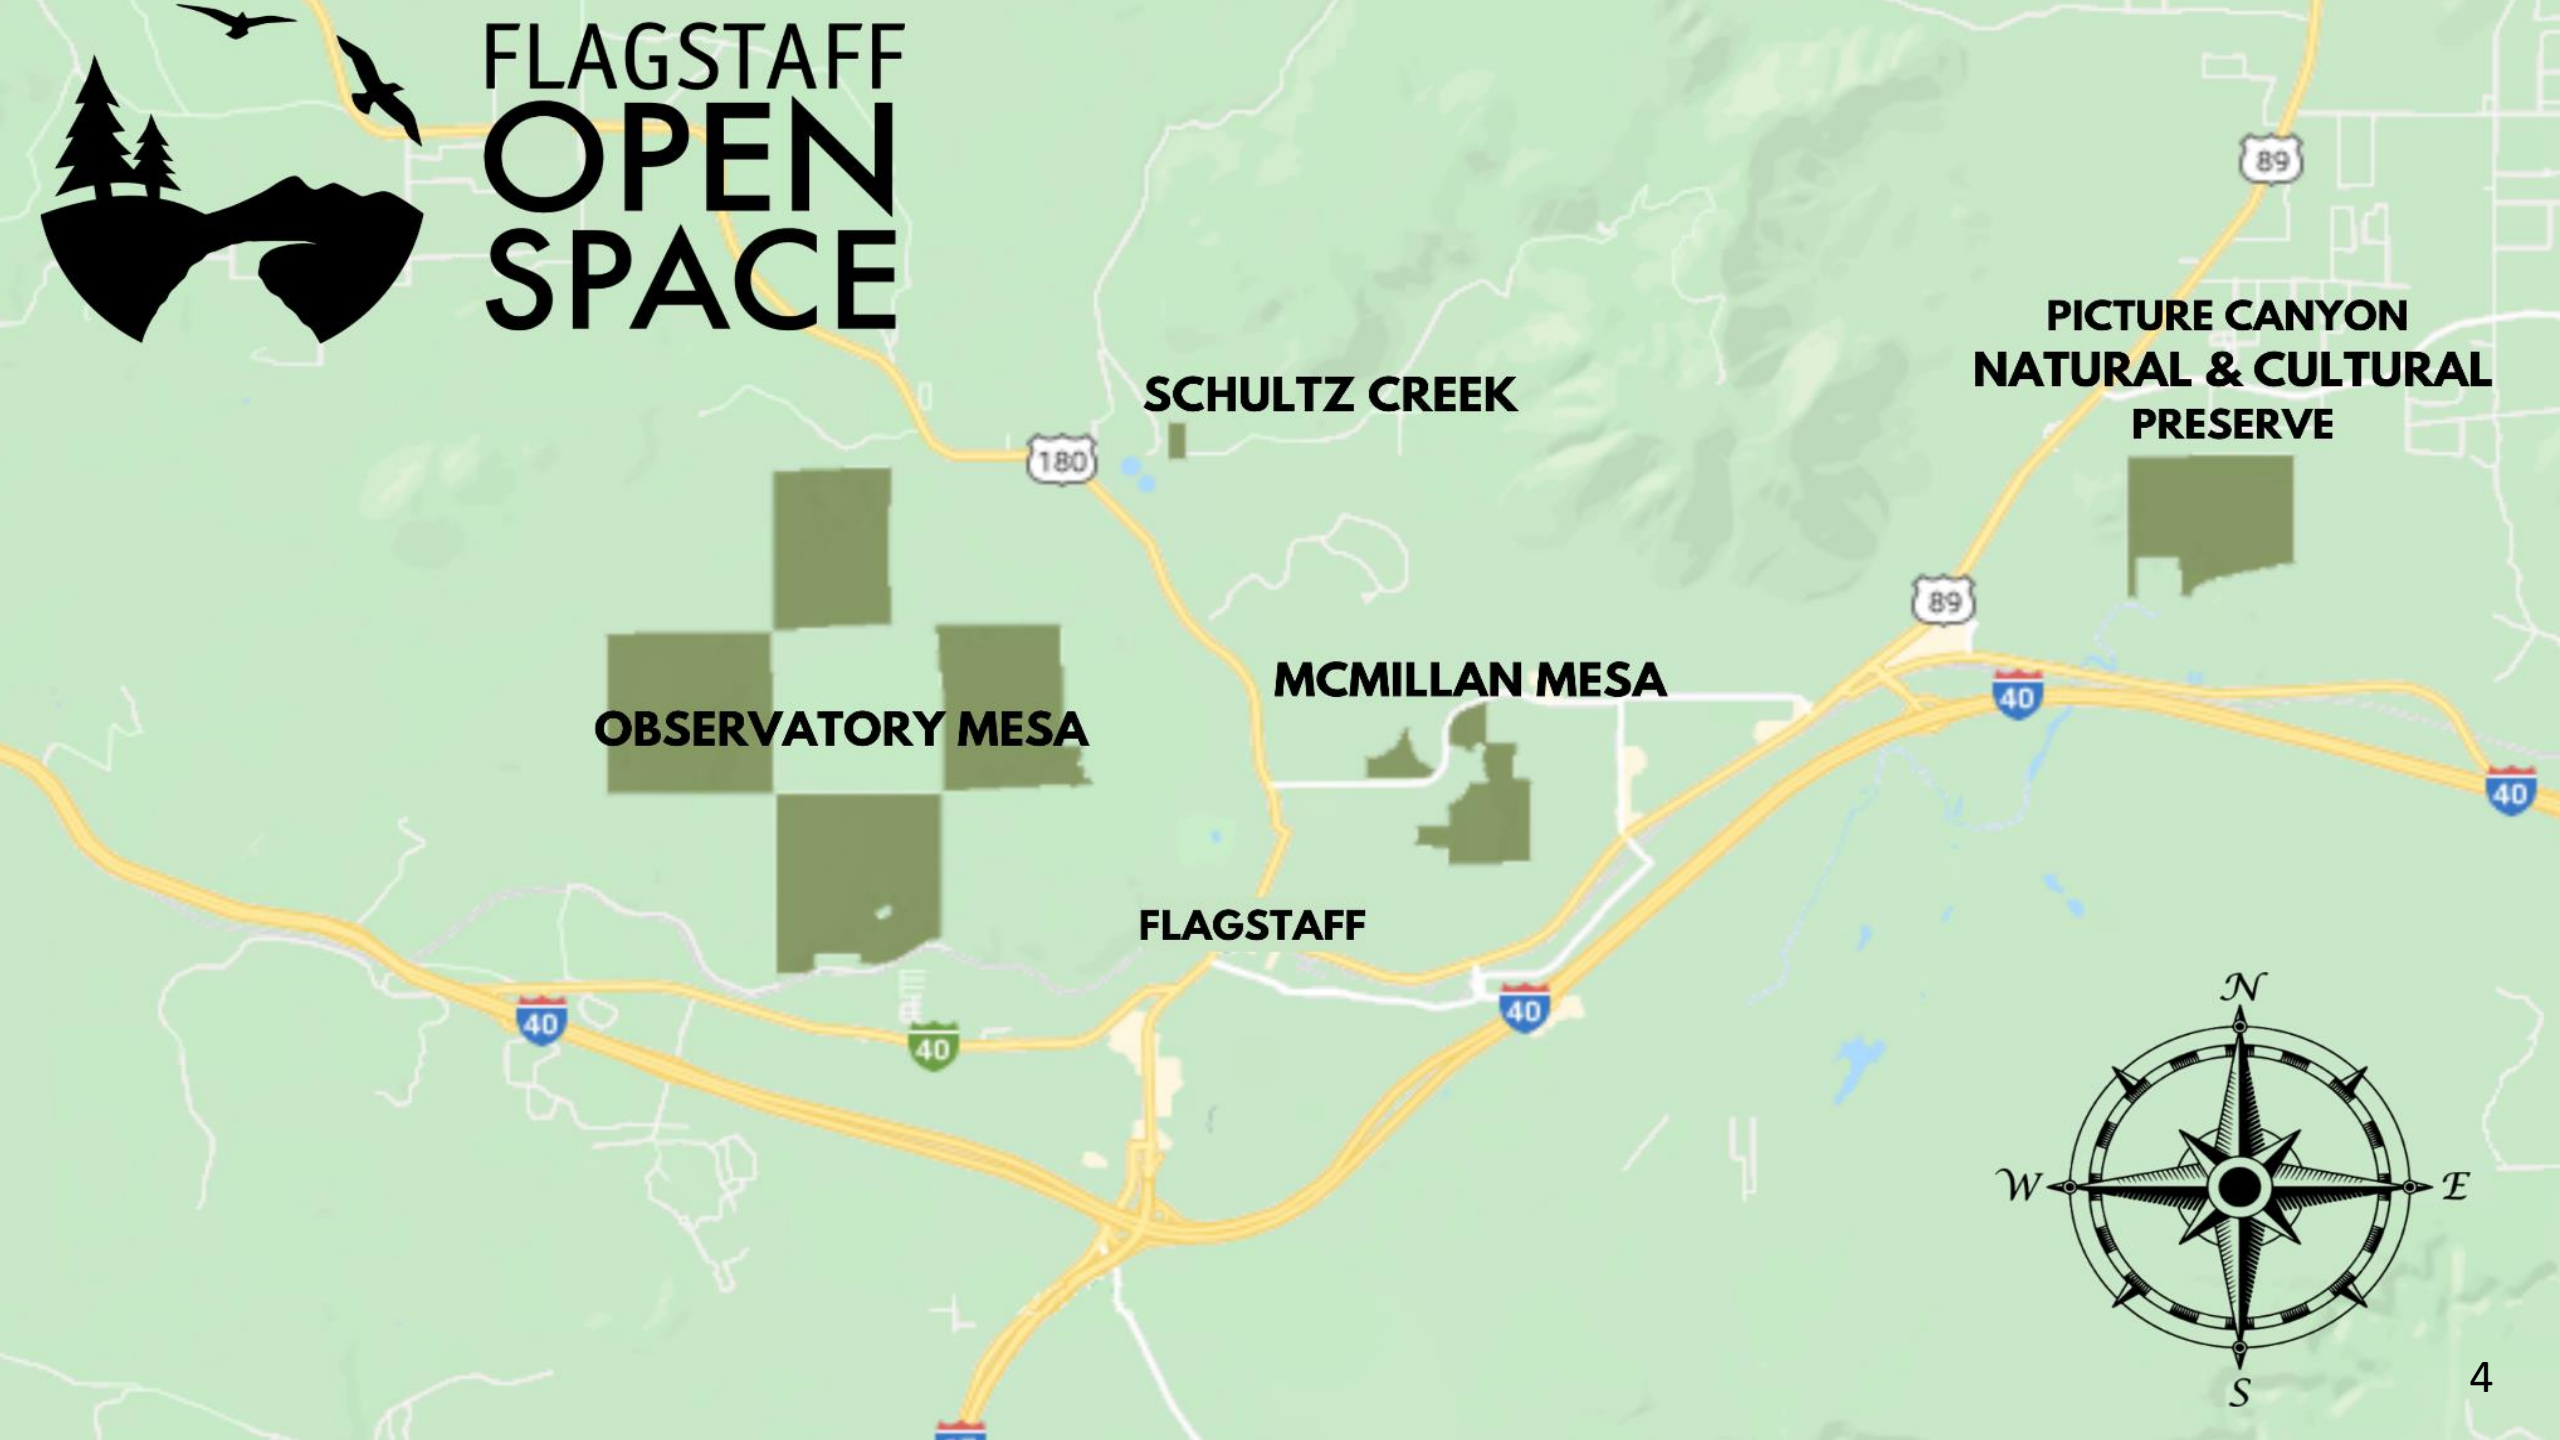 FLAGSTAFF
OPEN
SPACE
89
PICTURE CANYON
NATURAL & CULTURAL
PRESERVE
SCHULTZ CREEK
180
89
MCMILLAN MESA
40
OBSERVATORY MESA
40
FLAGSTAFF
40
40
40
N
W
E
S
4